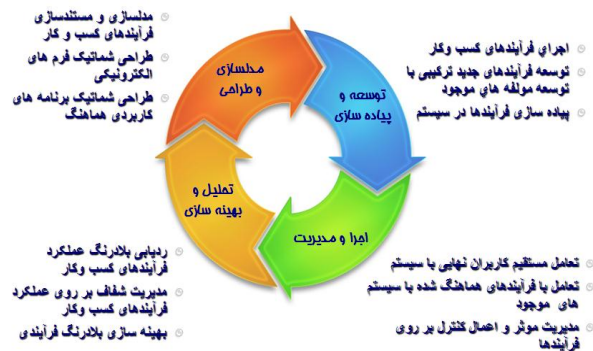 مدلسازی و مستندسازی
فرآیندهای کسب و کار
طراحی شماتیک فرم های
الکترونیکی
طراحی شماتیک برنامه های
کاربردی هماهنگ
مدلسازی
و طراحی
توسعه و
پیاده سازی
اجراي فرآیندهای کسب وکار
توسعه فرآیندهای جدید ترکیبی با
توسعه مولفه هاي موجود
پیاده سازی فرآیندها در سیستم
اجرا و مدیریت
تعامل مستقیم کاربران نهایی با سیستم
تعامل با فرآیندهای هماهنگ شده با سیستم
های موجود
مدیریت موثر و اعمال کنترل بر روی
فرآیندها
تحلیل و
بهینه سازی
ردیابی بلادرنگ عملکرد
فرآیندهای کسب وکار
مدیریت شفاف بر روی عملکرد
فرآیندهای کسب وکار
بهینه سازی بلادرنگ فرآیندی